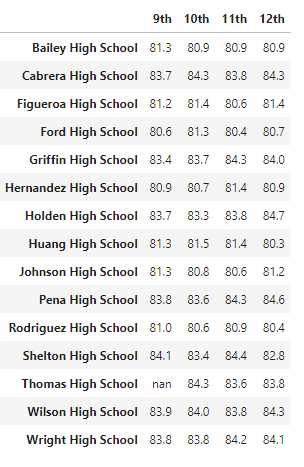 9th 10th 11th 12th
Bailey High School 81.3 80.9 80.9 80.9
Cabrera High School 83.7 84.3 83.8 84.3
Figueroa High School 81.2 81.4 80.6 81.4
Ford High School 80.6 81.3 80.4 80.7
Griffin High School 83.4 83.7 84.3 84.0
Hernandez High School 80.9 80.7 81.4 80.9
Holden High School 83.7 83.3 83.8 84.7
Huang High School 81.3 81.5 81.4 80.3
Johnson High School 81.3 80.8 80.6 81.2
Pena High School 83.8 83.6 84.3 84.6
Rodriguez High School 81.0 80.6 80.9 80.4
Shelton High School 84.1 83.4 84.4 82.8
Thomas High School nan 84.3 83.6 83.8
Wilson High School 83.9 84.0 83.8 84.3
Wright High School 83.8 83.8 84.2 84.1